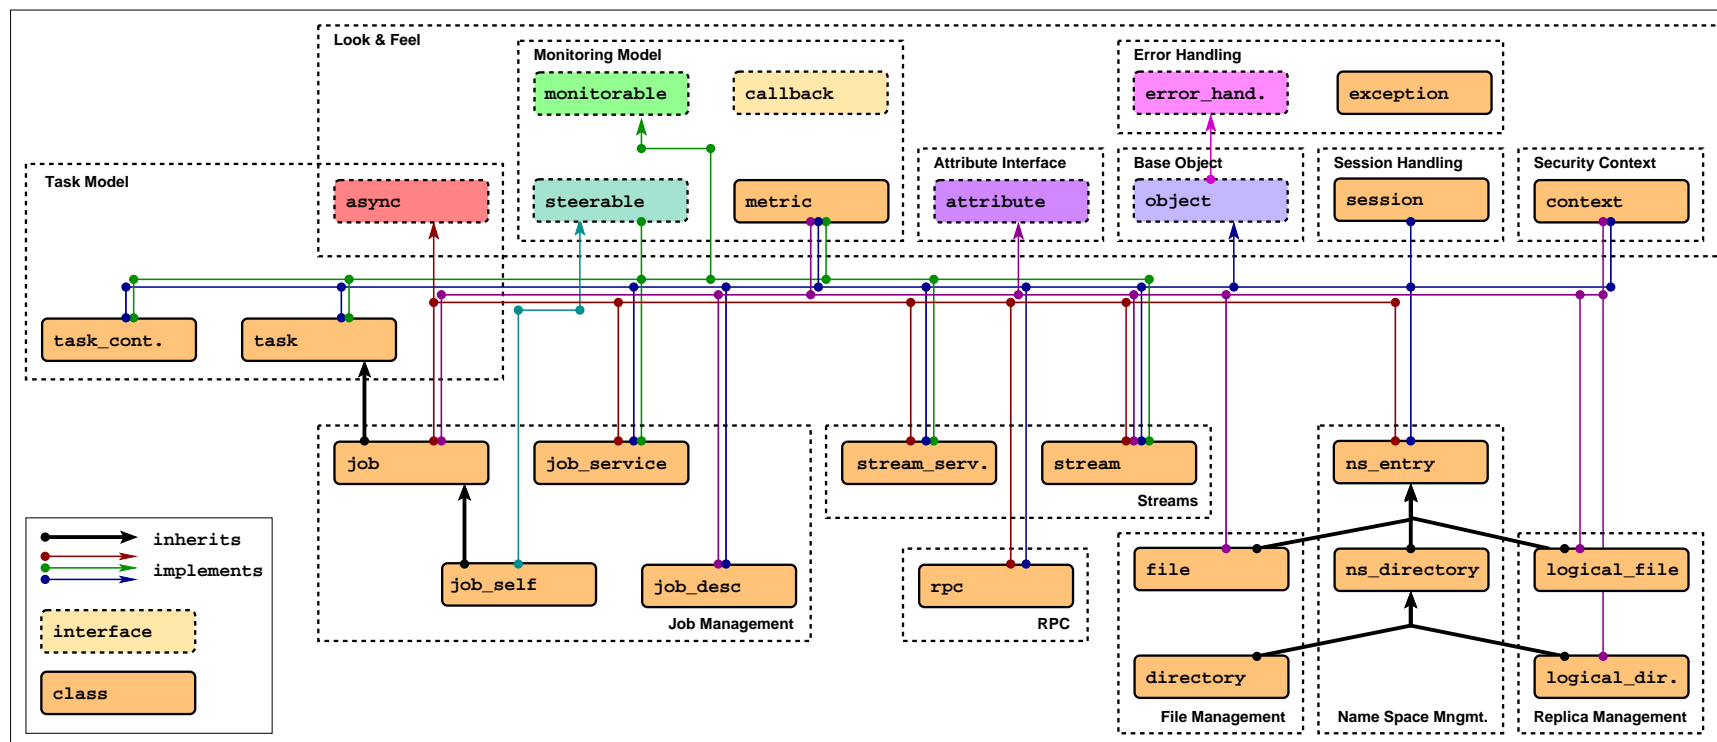 Look & Feel
Monitoring Model
Error Handling
monitorable
callback
error_hand.
exception
Task Model
Attribute Interface
Base Object
Session Handling
Security Context
async
steerable
metric
attribute
object
session
context
task_cont.
task
job
job_service
stream_serv.
stream
ns_entry
Streams
inherits
implements
job_self
job_desc
rpc
file
ns_directory
logical_file
interface
Job Management
RPC
class
directory
logical_dir.
File Management
Name Space Mngmt.
Replica Management